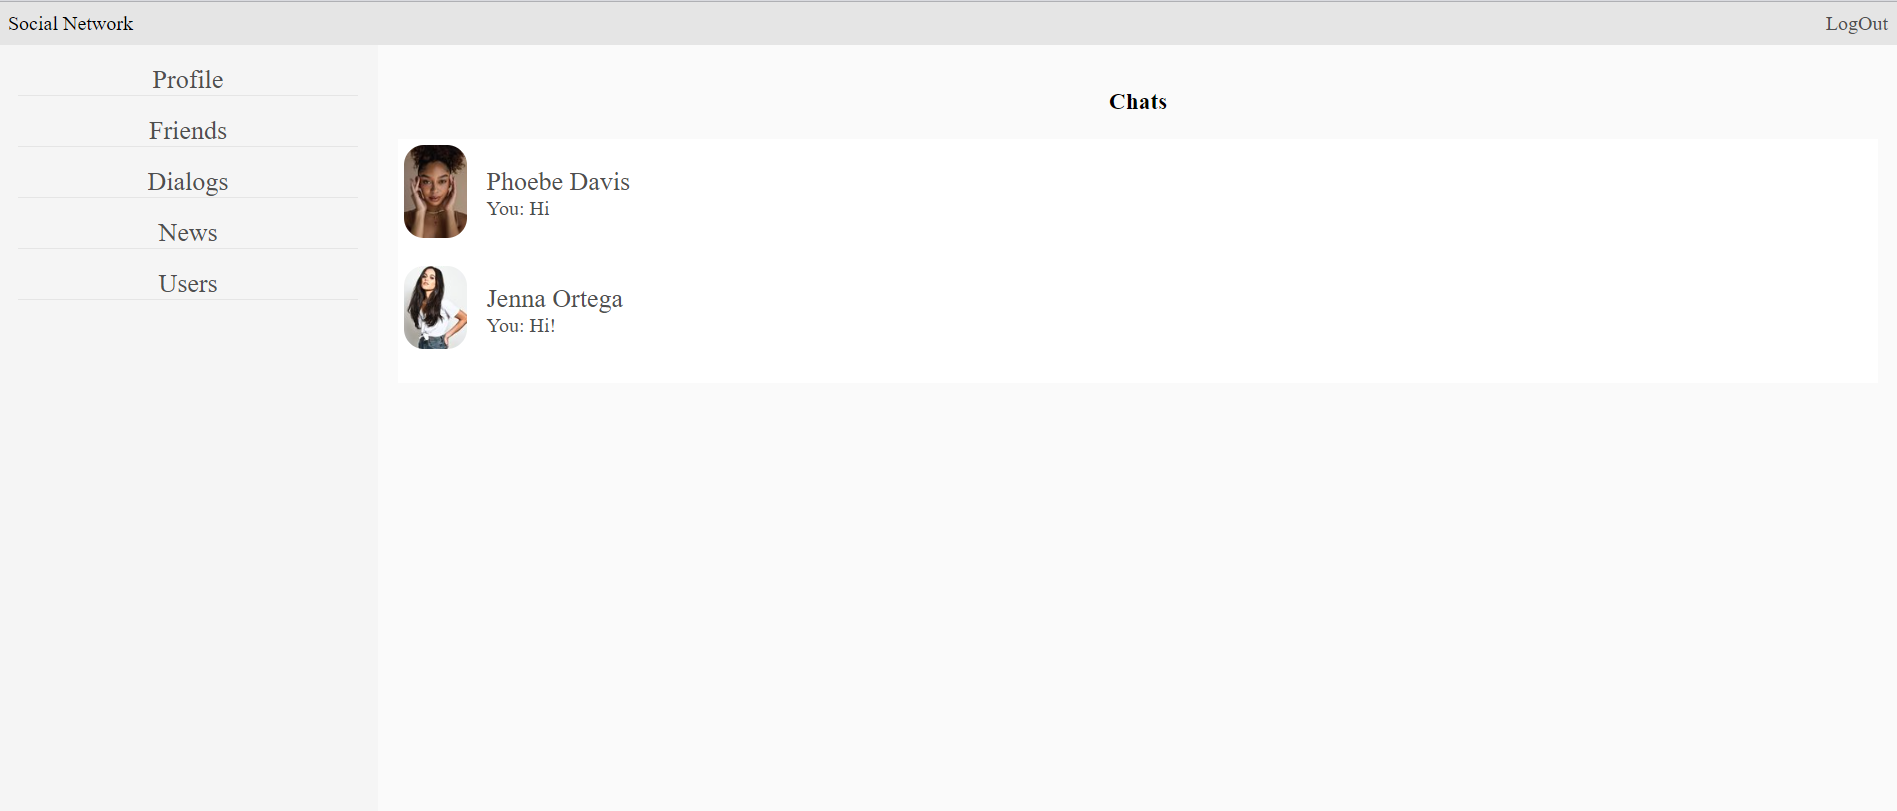 Social Network
LogOut
Profile
Friends
Dialogs
News
Users
Chats
Phoebe Davis
You: Hi
Jenna Ortega
You: Hi!